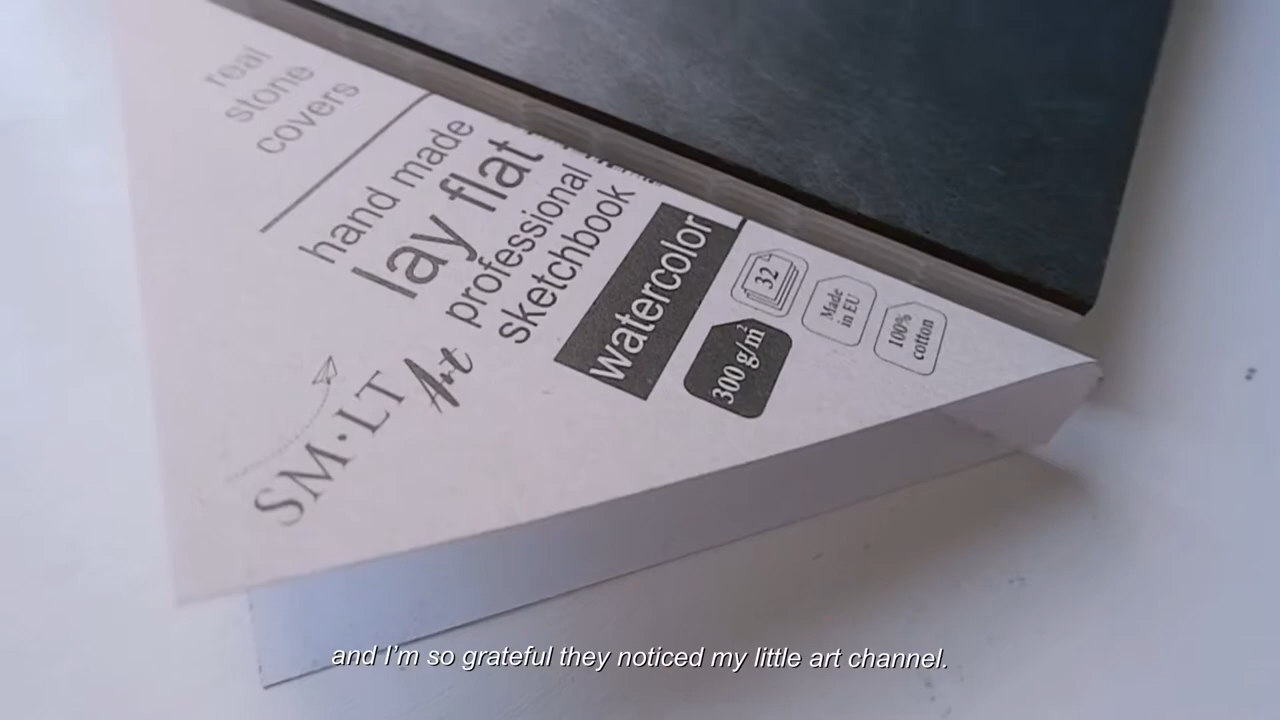 real
stone
covers
hand made
lay flat
professional
sketchbook
watercolor
32
Made
in EU
100%
cotton
300 g/m²
SM·LT
Art
and I'm so grateful they noticed my little art channel.